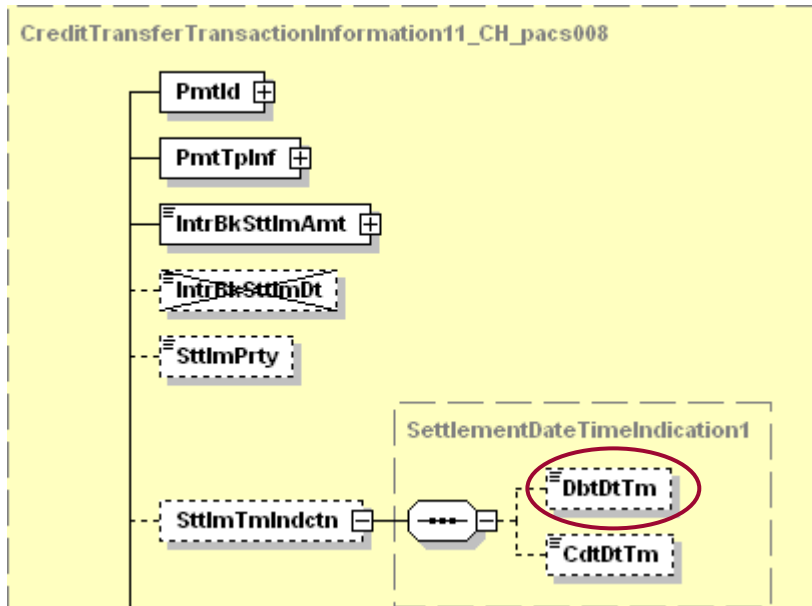 CreditTransferTransactionInformation11_CH_pacs008
PmtId
PmtTpInf
IntrBkSttlmAmt
IntrBkSttlmDt
SttlmPrty
SettlementDateTimeIndication1
DbtDtTm
SttlmTmIndctn
CdtDtTm